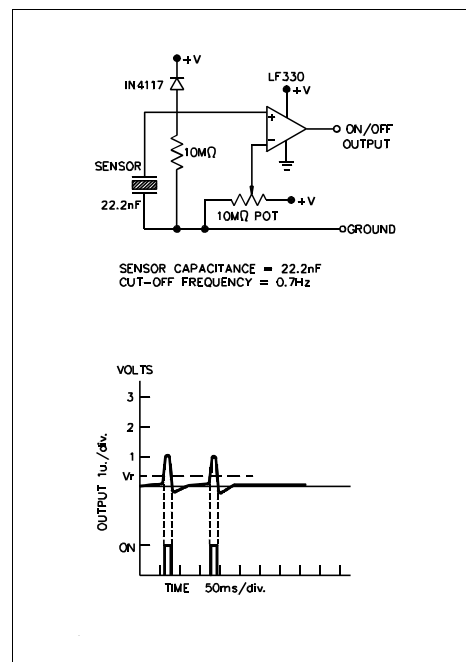 +V
IN4117
LF330
+V
+
−
ON/OFF
OUTPUT
10MΩ
SENSOR
22.2nF
+V
10MΩ POT
GROUND
SENSOR CAPACITANCE = 22.2nF
CUT-OFF FREQUENCY = 0.7Hz
VOLTS
3
2
1
Vr
OUTPUT 1u./div.
ON
TIME 50ms/div.